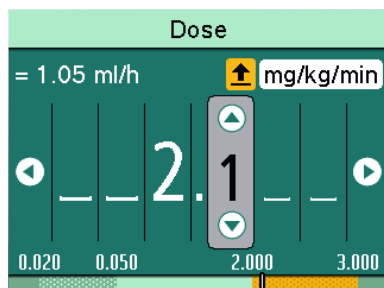 Dose
= 1.05 ml/h mg/kg/min
_ _ 2.1 _ _
0.020 0.050 2.000 3.000